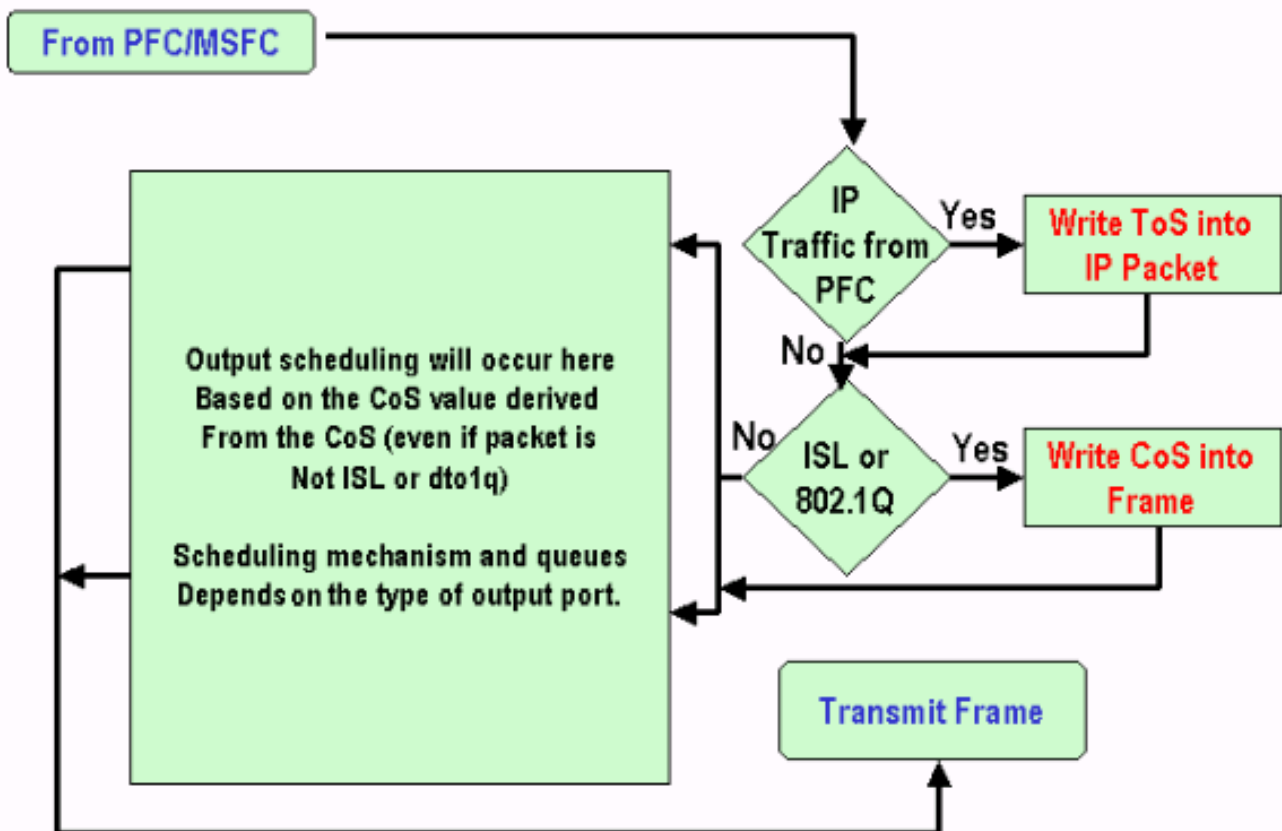 From PFC/MSFC
IP
Traffic from
PFC
Yes
Write ToS into
IP Packet
No
ISL or
802.1Q
Yes
Write CoS into
Frame
No
Output scheduling will occur here
Based on the CoS value derived
From the CoS (even if packet is
Not ISL or dto1q)
Scheduling mechanism and queues
Depends on the type of output port.
Transmit Frame